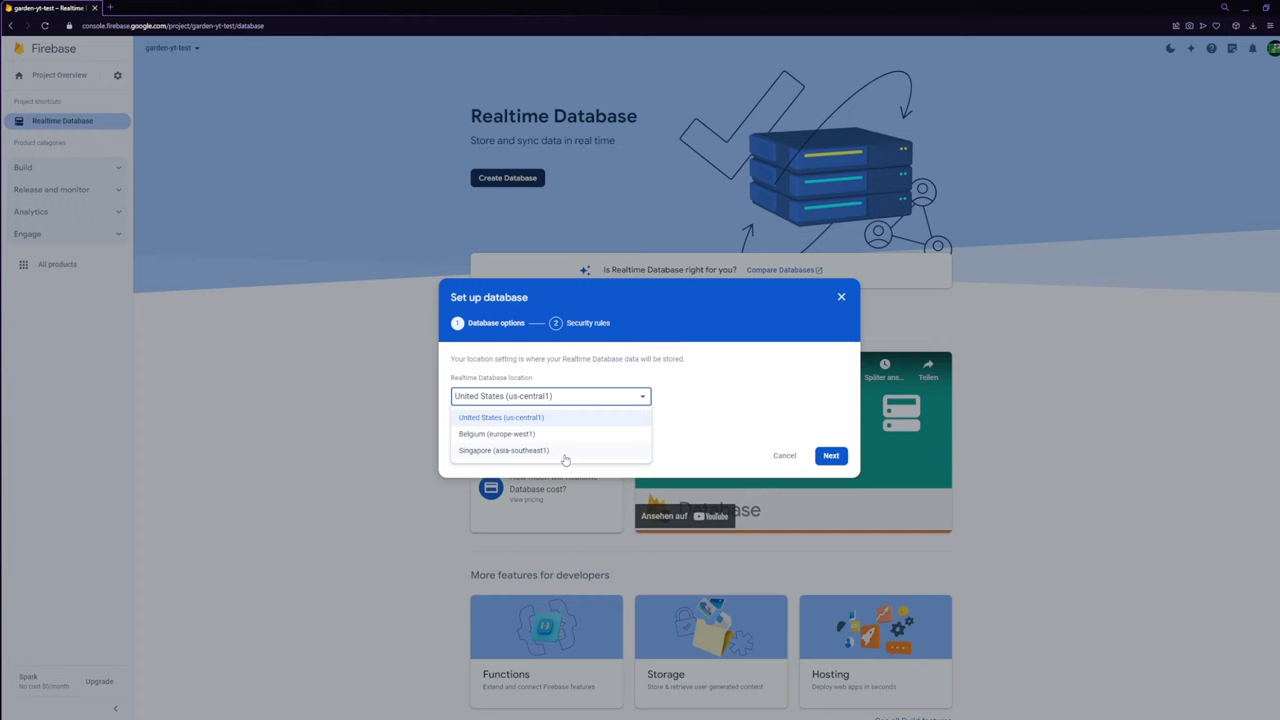 garden-yt-test – Realtime
console.firebase.google.com/project/garden-yt-test/database
Firebase
garden-yt-test
Project Overview
Project shortcuts
Realtime Database
Product categories
Build
Release and monitor
Analytics
Engage
All products
Spark
No cost $0/month
Upgrade
Realtime Database
Store and sync data in real time
Create Database
Is Realtime Database right for you?
Compare Databases
Set up database
1 Database options
2 Security rules
Your location setting is where your Realtime Database data will be stored.
Realtime Database location
United States (us-central1)
United States (us-central1)
Belgium (europe-west1)
Singapore (asia-southeast1)
Cancel
Next
How much will Realtime
Database cost?
View pricing
Später ans...
Teilen
Database
Ansehen auf YouTube
More features for developers
Functions
Extend and connect Firebase features
Storage
Store & retrieve user generated content
Hosting
Deploy web apps in seconds
See all Build features